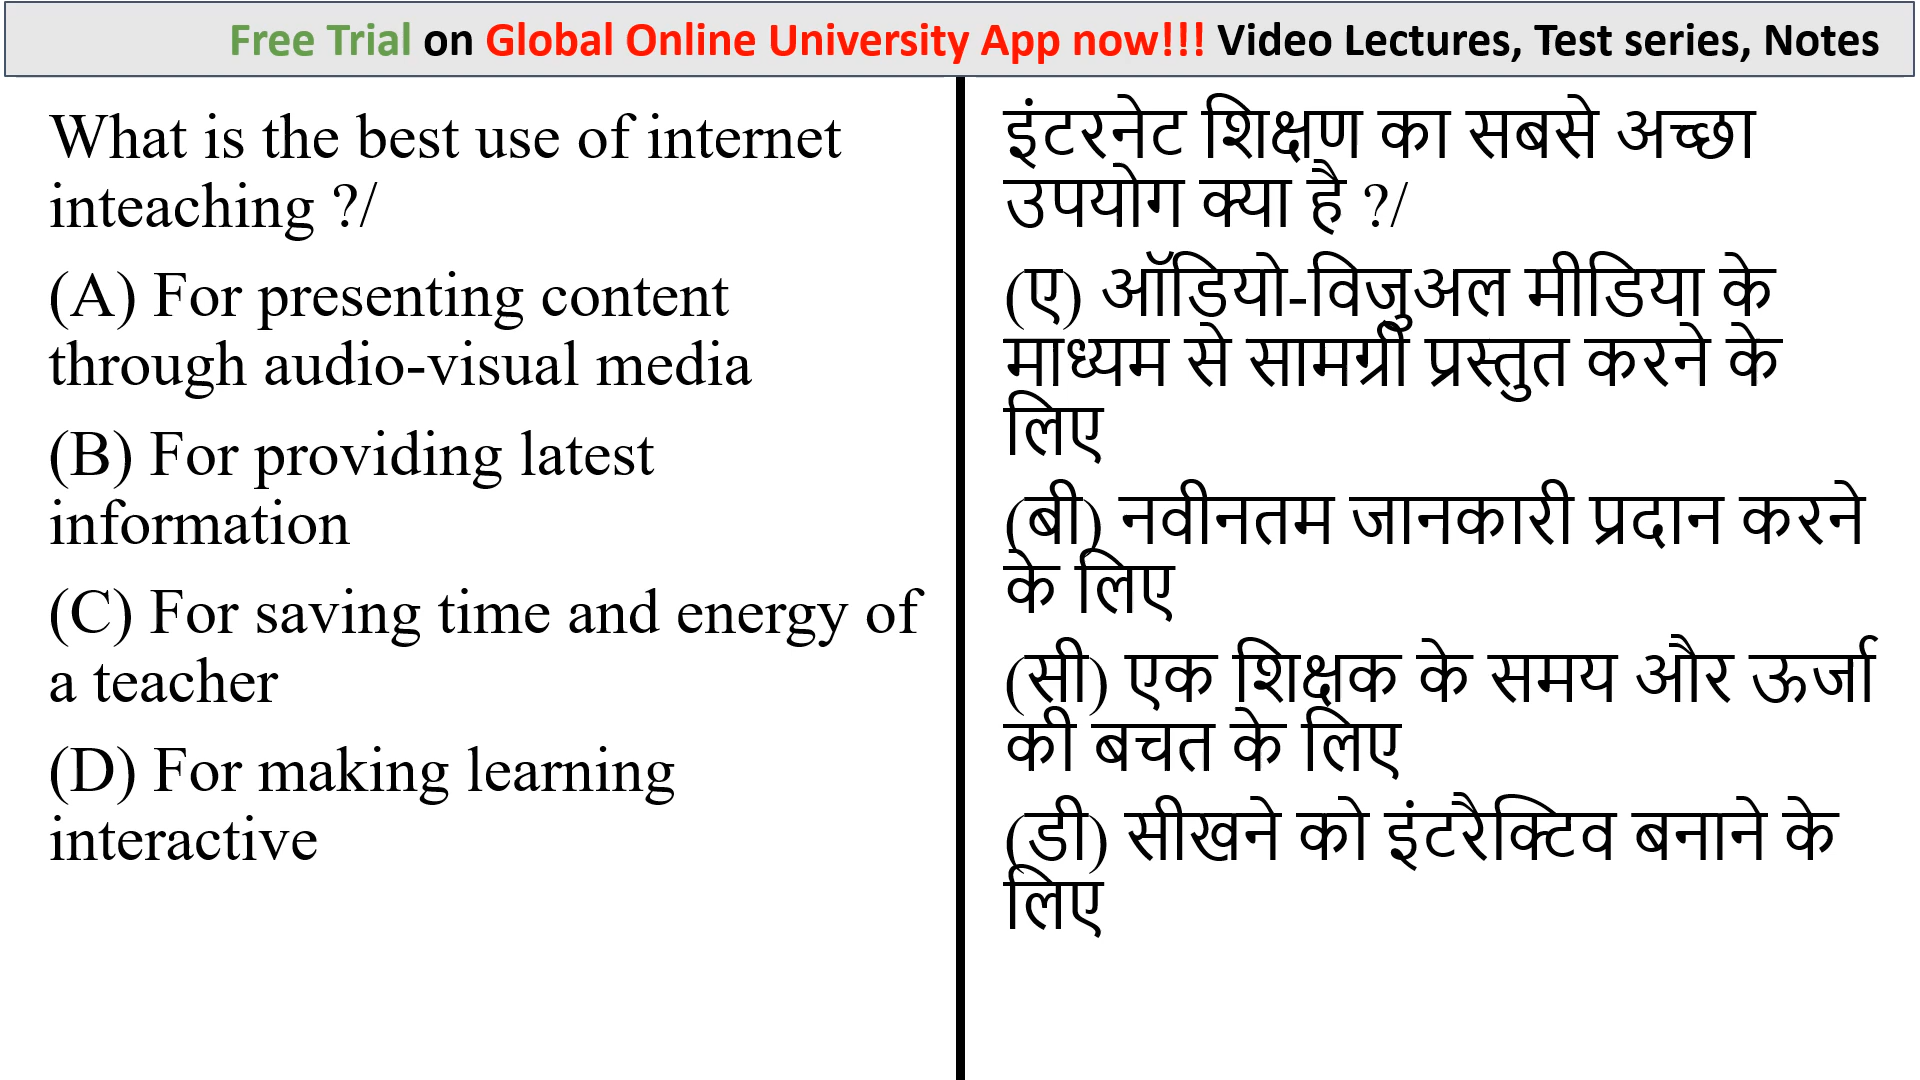 Free Trial on Global Online University App now!!! Video Lectures, Test series, Notes
What is the best use of internet
inteaching ?/
(A) For presenting content
through audio-visual media
(B) For providing latest
information
(C) For saving time and energy of
a teacher
(D) For making learning
interactive
इंटरनेट शिक्षण का सबसे अच्छा
उपयोग क्या है ?/
(ए) ऑडियो-विजुअल मीडिया के
माध्यम से सामग्री प्रस्तुत करने के
लिए
(बी) नवीनतम जानकारी प्रदान करने
के लिए
(सी) एक शिक्षक के समय और ऊर्जा
की बचत के लिए
(डी) सीखने को इंटरैक्टिव बनाने के
लिए